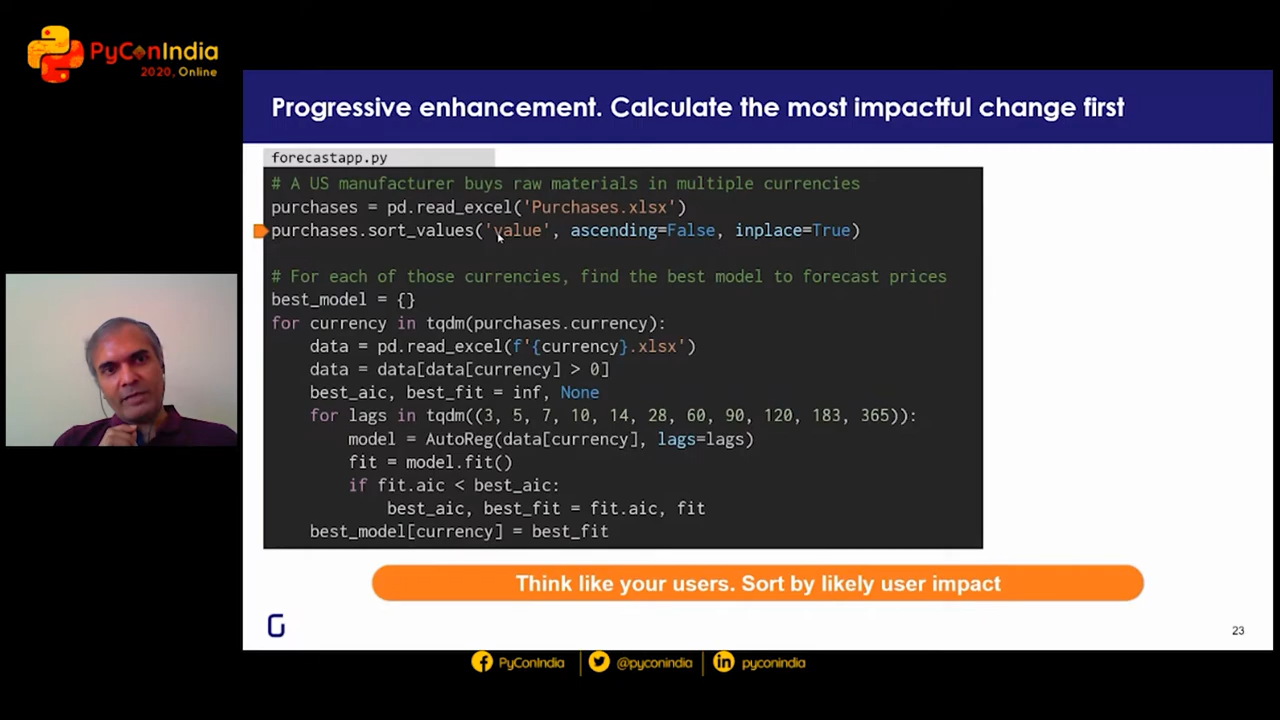 PyConIndia
2020, Online
Progressive enhancement. Calculate the most impactful change first
forecastapp.py
# A US manufacturer buys raw materials in multiple currencies
purchases = pd.read_excel('Purchases.xlsx')
purchases.sort_values('value', ascending=False, inplace=True)
# For each of those currencies, find the best model to forecast prices
best_model = {}
for currency in tqdm(purchases.currency):
    data = pd.read_excel(f'{currency}.xlsx')
    data = data[data[currency] > 0]
    best_aic, best_fit = inf, None
    for lags in tqdm((3, 5, 7, 10, 14, 28, 60, 90, 120, 183, 365)):
        model = AutoReg(data[currency], lags=lags)
        fit = model.fit()
        if fit.aic < best_aic:
            best_aic, best_fit = fit.aic, fit
    best_model[currency] = best_fit
Think like your users. Sort by likely user impact
23
PyConIndia
@pyconindia
pyconindia